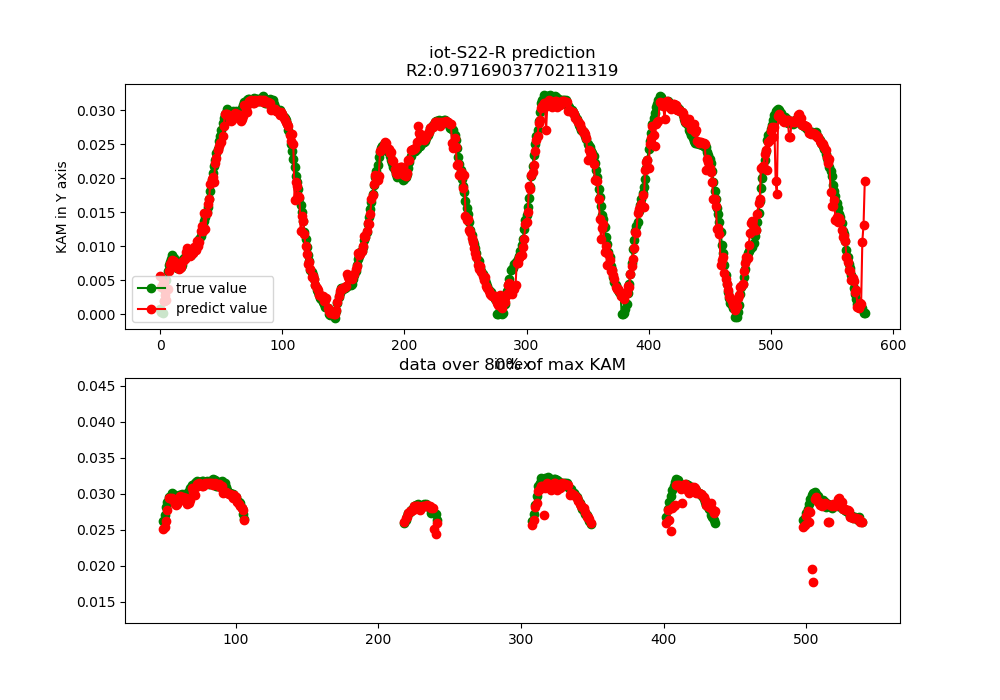 iot-S22-R prediction
R2:0.9716903770211319
KAM in Y axis
0.030
0.025
0.020
0.015
0.010
0.005
0.000
true value
predict value
0 100 200 300 400 500 600
index
data over 80% of max KAM
0.045
0.040
0.035
0.030
0.025
0.020
0.015
100 200 300 400 500